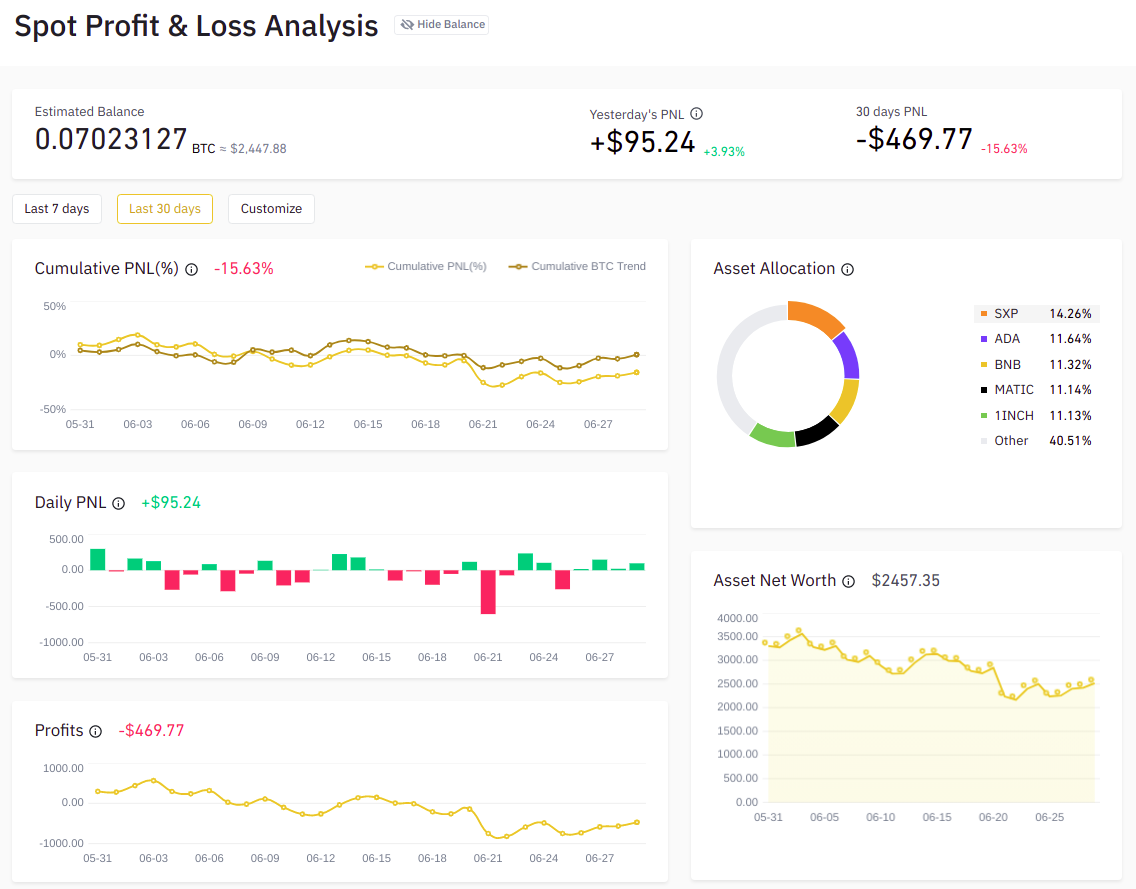 Spot Profit & Loss Analysis
Hide Balance
Estimated Balance
0.07023127 BTC ≈ $2,447.88
Yesterday's PNL
+$95.24 +3.93%
30 days PNL
-$469.77 -15.63%
Last 7 days
Last 30 days
Customize
Cumulative PNL(%) -15.63%
Cumulative PNL(%)
Cumulative BTC Trend
50%
0%
-50%
05-31 06-03 06-06 06-09 06-12 06-15 06-18 06-21 06-24 06-27
Asset Allocation
SXP 14.26%
ADA 11.64%
BNB 11.32%
MATIC 11.14%
1INCH 11.13%
Other 40.51%
Daily PNL +$95.24
500.00
0.00
-500.00
-1000.00
05-31 06-03 06-06 06-09 06-12 06-15 06-18 06-21 06-24 06-27
Asset Net Worth $2457.35
4000.00
3500.00
3000.00
2500.00
2000.00
1500.00
1000.00
500.00
0.00
05-31 06-05 06-10 06-15 06-20 06-25
Profits -$469.77
1000.00
0.00
-1000.00
05-31 06-03 06-06 06-09 06-12 06-15 06-18 06-21 06-24 06-27